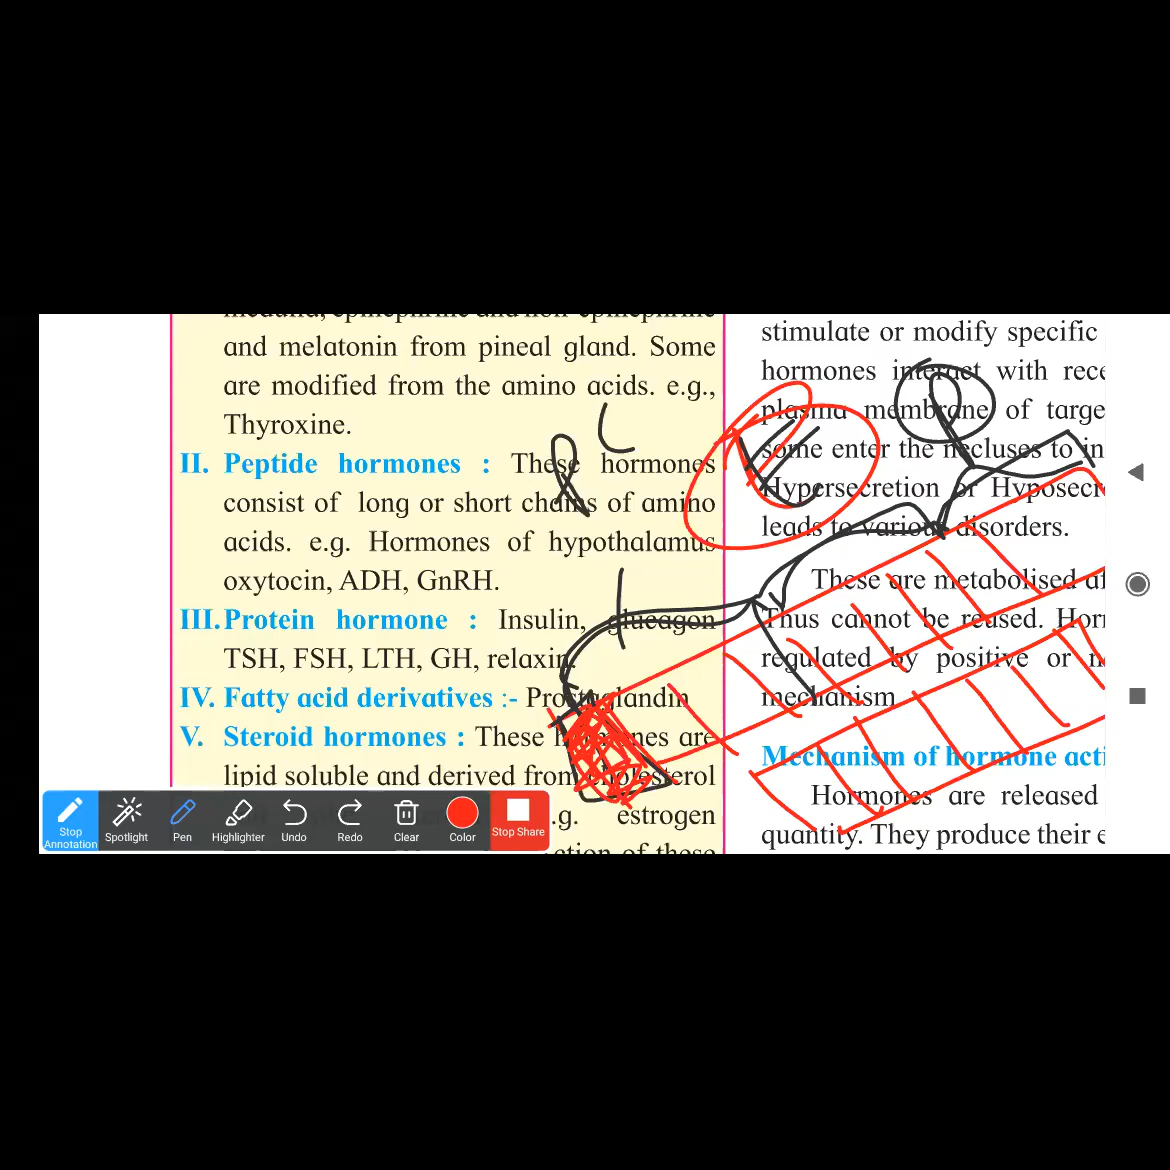 and melatonin from pineal gland. Some
are modified from the amino acids. e.g.,
Thyroxine.
II. Peptide hormones : These hormones
consist of long or short chains of amino
acids. e.g. Hormones of hypothalamus
oxytocin, ADH, GnRH.
III. Protein hormone : Insulin, glucagon
TSH, FSH, LTH, GH, relaxin.
IV. Fatty acid derivatives :- Prostaglandin
V. Steroid hormones : These hormones are
lipid soluble and derived from cholesterol
e.g. estrogen
ction of these
stimulate or modify specific
hormones interact with rece
plasma membrane of targe
some enter the necluses to in
Hypersecretion or Hyposecr
leads to various disorders.
These are metabolised af
Thus cannot be reused. Hor
regulated by positive or n
mechanism
Mechanism of hormone acti
Hormones are released
quantity. They produce their e
Stop Annotation
Spotlight
Pen
Highlighter
Undo
Redo
Clear
Color
Stop Share